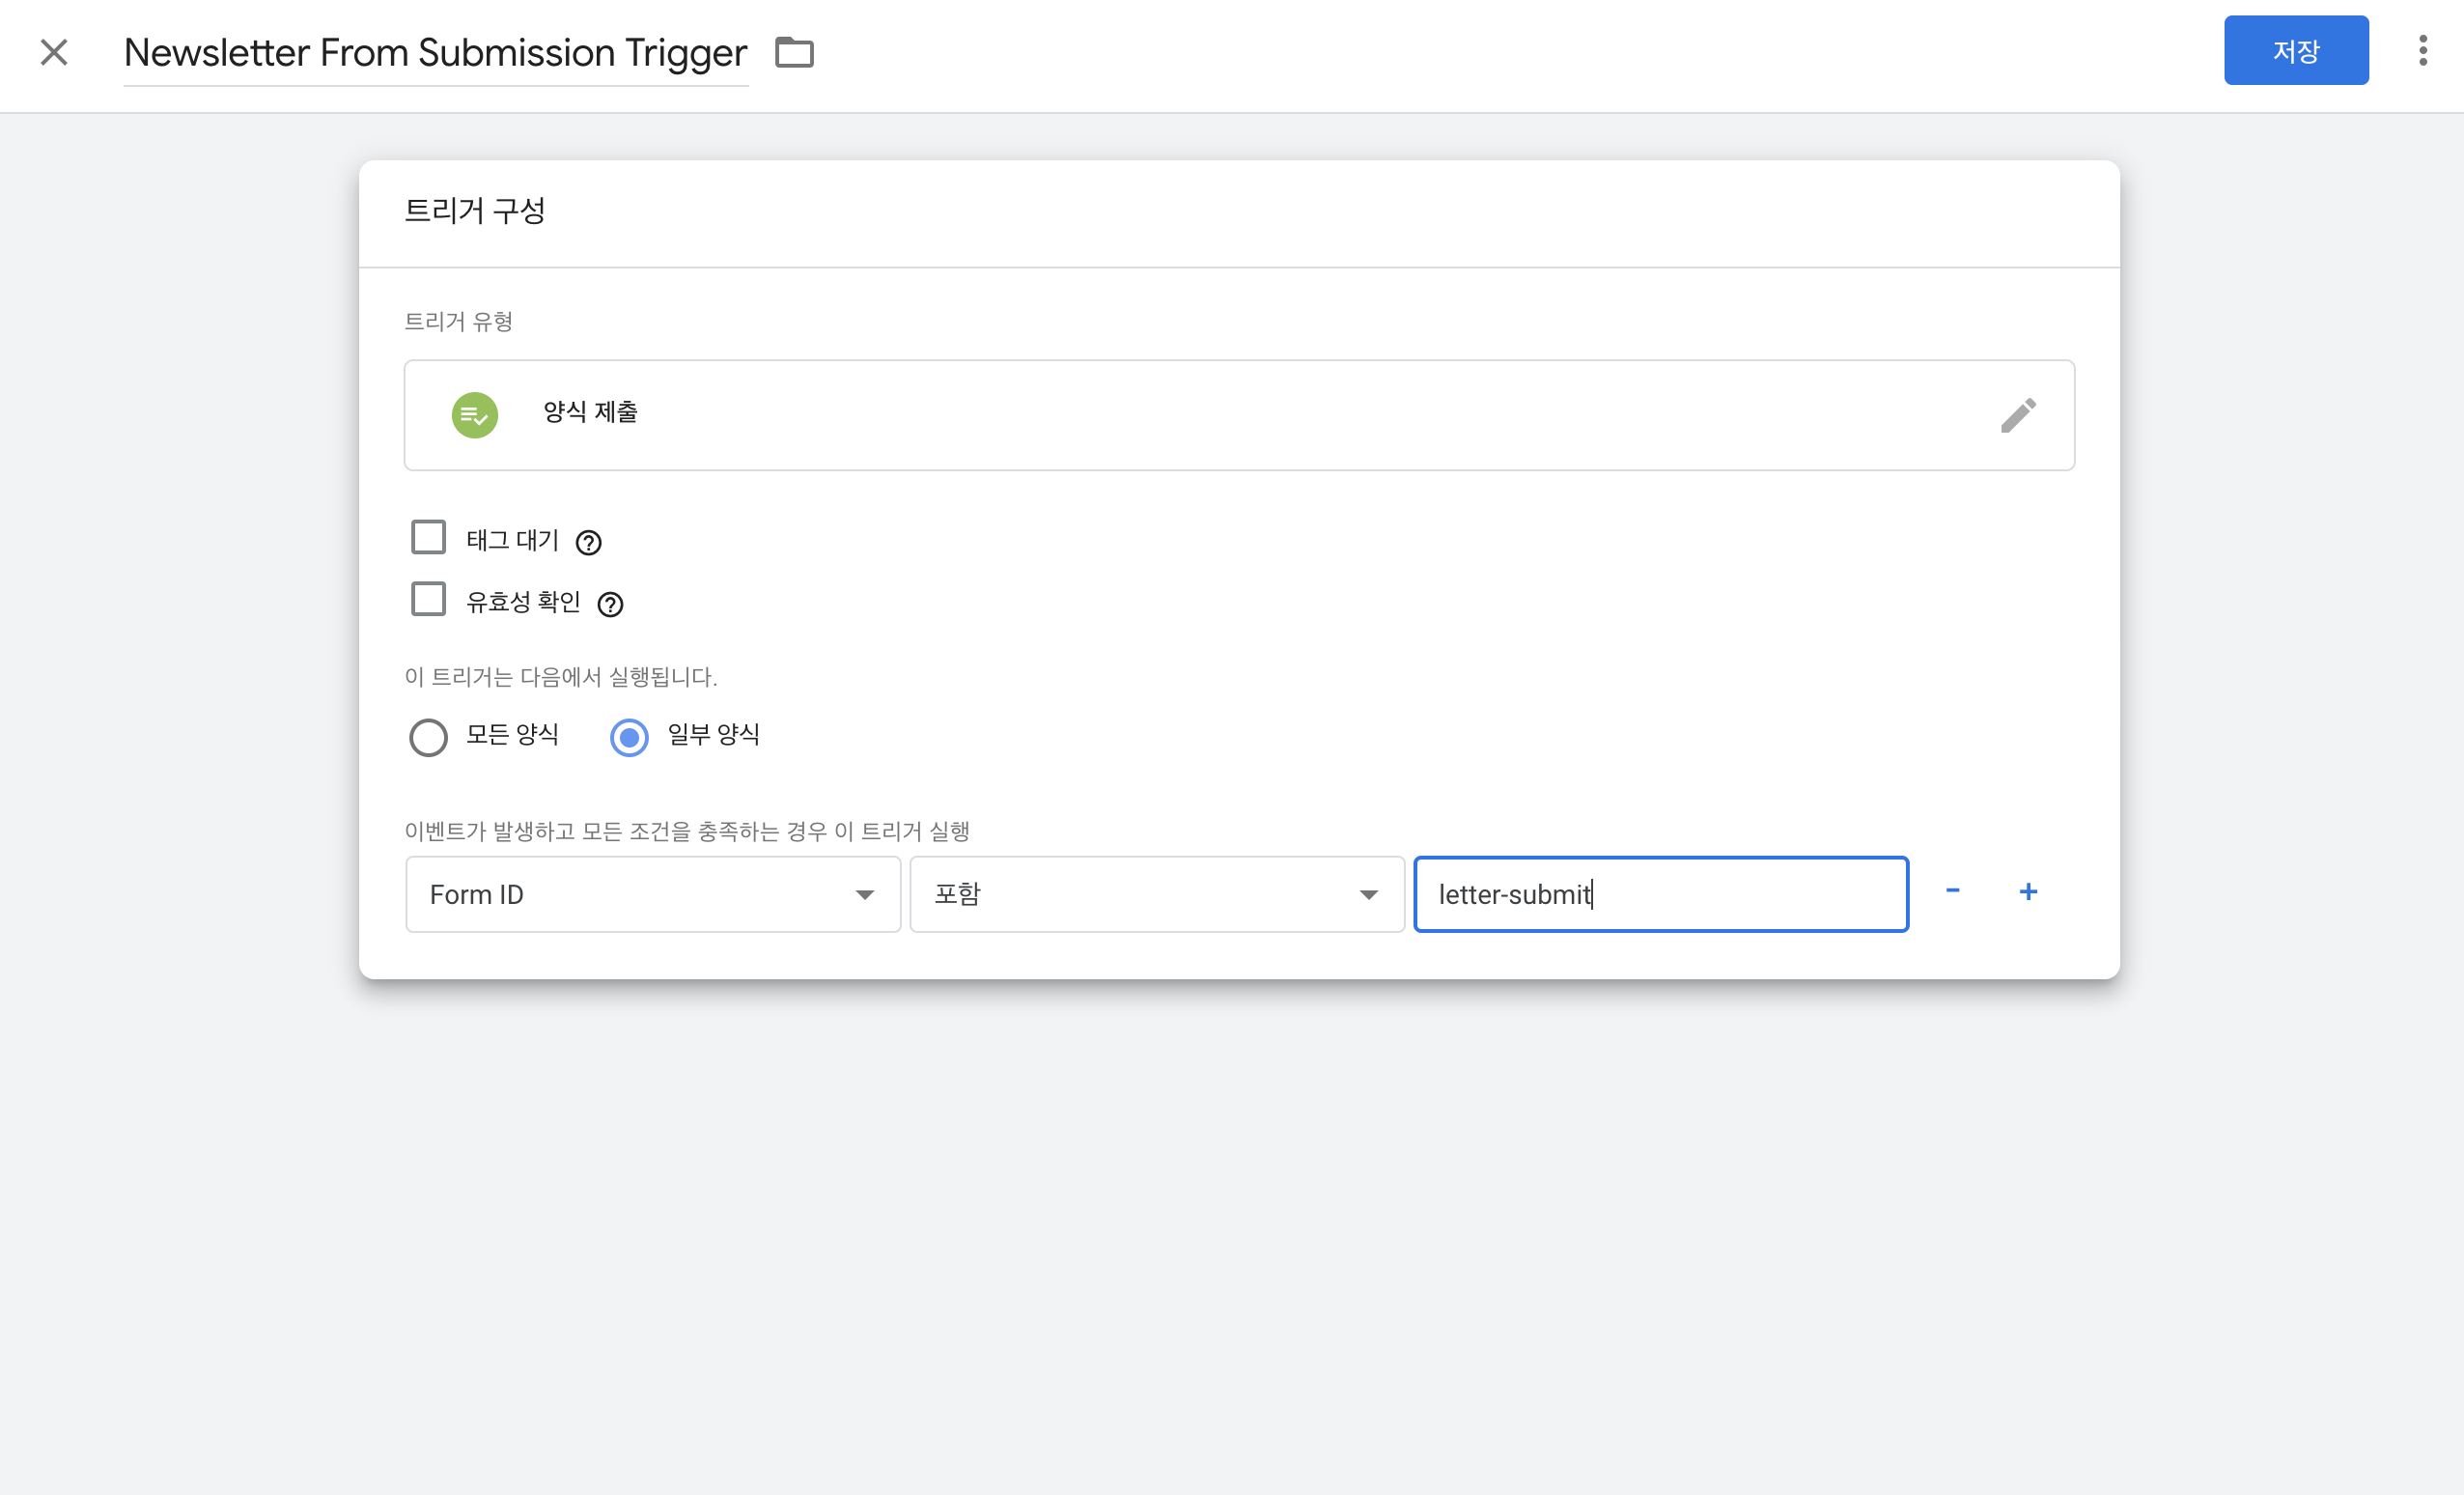 Newsletter From Submission Trigger
저장
트리거 구성
트리거 유형
양식 제출
태그 대기
유효성 확인
이 트리거는 다음에서 실행됩니다.
모든 양식 일부 양식
이벤트가 발생하고 모든 조건을 충족하는 경우 이 트리거 실행
Form ID 포함 letter-submit - +